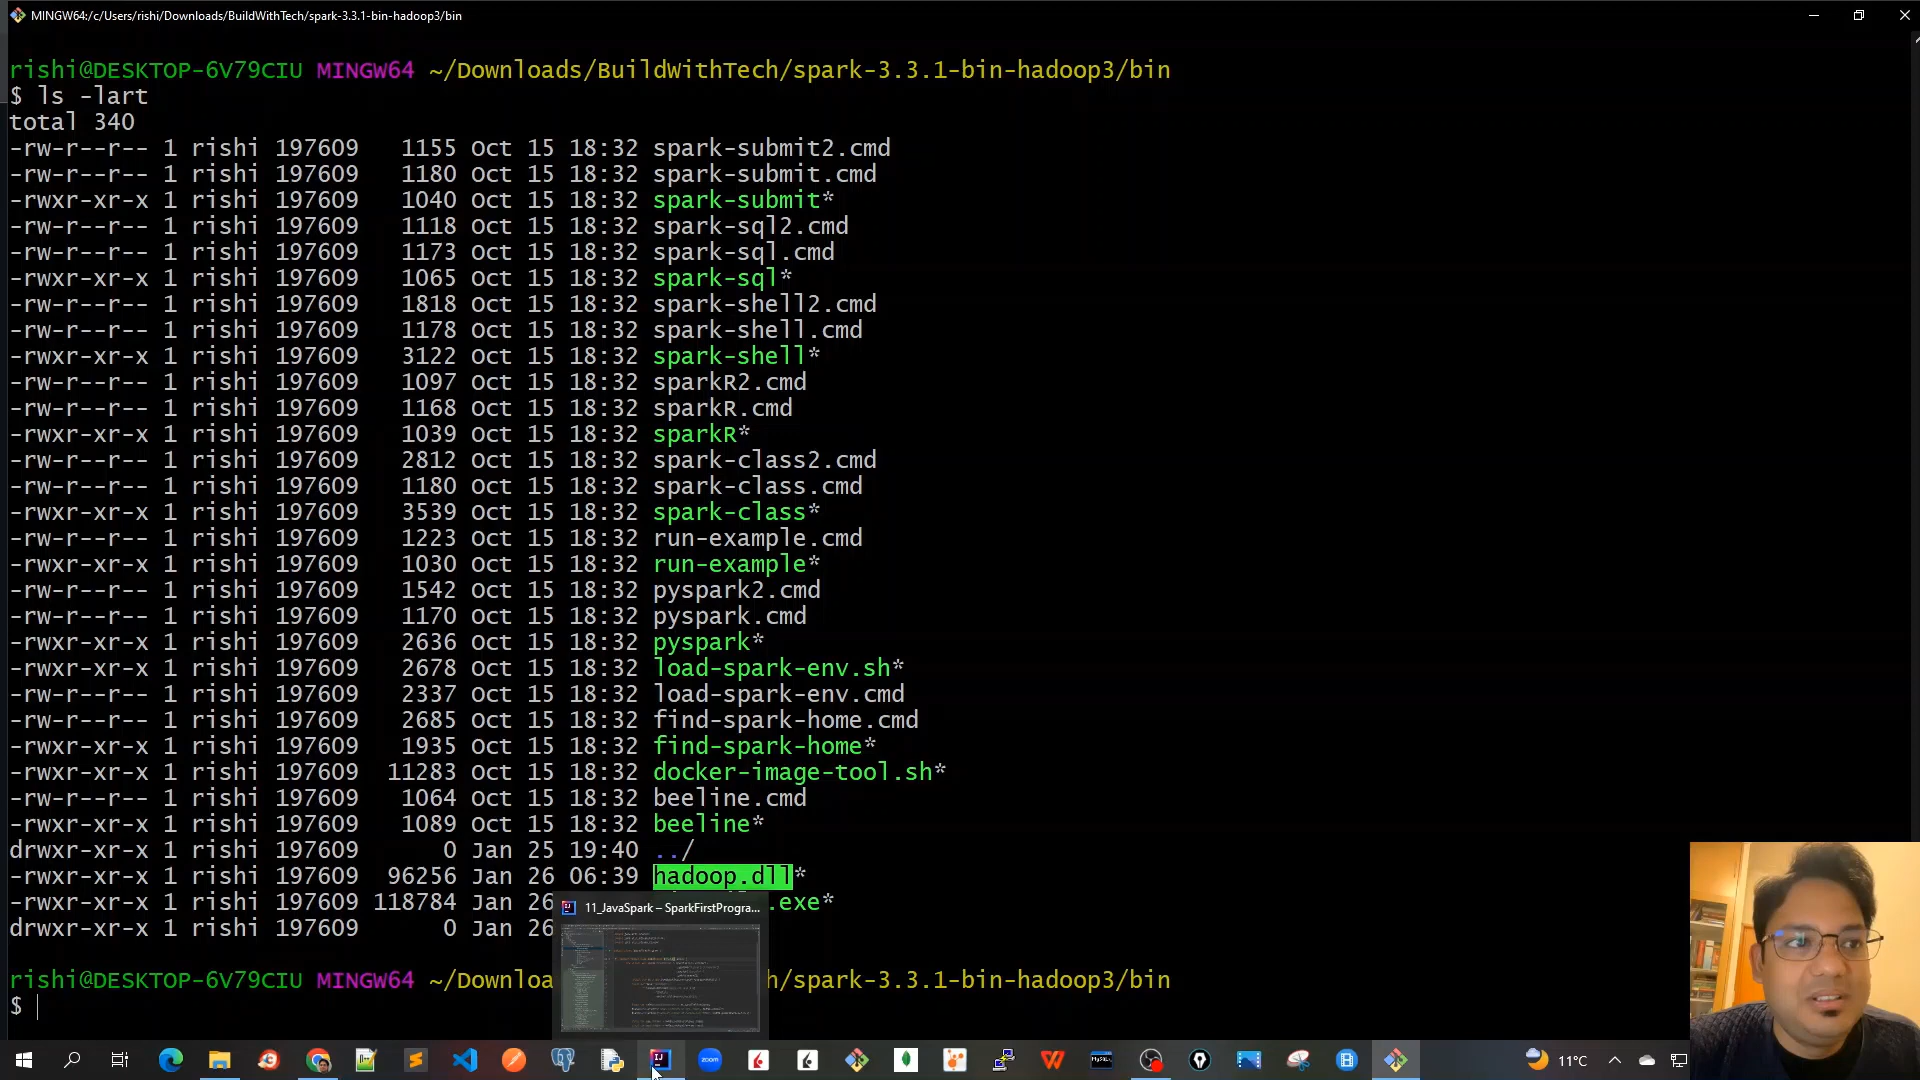 MINGW64:/c/Users/rishi/Downloads/BuildWithTech/spark-3.3.1-bin-hadoop3/bin
rishi@DESKTOP-6V79CIU MINGW64 ~/Downloads/BuildWithTech/spark-3.3.1-bin-hadoop3/bin
$ ls -lart
total 340
-rw-r--r-- 1 rishi 197609 1155 Oct 15 18:32 spark-submit2.cmd
-rw-r--r-- 1 rishi 197609 1180 Oct 15 18:32 spark-submit.cmd
-rwxr-xr-x 1 rishi 197609 1040 Oct 15 18:32 spark-submit*
-rw-r--r-- 1 rishi 197609 1118 Oct 15 18:32 spark-sql2.cmd
-rw-r--r-- 1 rishi 197609 1173 Oct 15 18:32 spark-sql.cmd
-rwxr-xr-x 1 rishi 197609 1065 Oct 15 18:32 spark-sql*
-rw-r--r-- 1 rishi 197609 1818 Oct 15 18:32 spark-shell2.cmd
-rw-r--r-- 1 rishi 197609 1178 Oct 15 18:32 spark-shell.cmd
-rwxr-xr-x 1 rishi 197609 3122 Oct 15 18:32 spark-shell*
-rw-r--r-- 1 rishi 197609 1097 Oct 15 18:32 sparkR2.cmd
-rw-r--r-- 1 rishi 197609 1168 Oct 15 18:32 sparkR.cmd
-rwxr-xr-x 1 rishi 197609 1039 Oct 15 18:32 sparkR*
-rw-r--r-- 1 rishi 197609 2812 Oct 15 18:32 spark-class2.cmd
-rw-r--r-- 1 rishi 197609 1180 Oct 15 18:32 spark-class.cmd
-rwxr-xr-x 1 rishi 197609 3539 Oct 15 18:32 spark-class*
-rw-r--r-- 1 rishi 197609 1223 Oct 15 18:32 run-example.cmd
-rwxr-xr-x 1 rishi 197609 1030 Oct 15 18:32 run-example*
-rw-r--r-- 1 rishi 197609 1542 Oct 15 18:32 pyspark2.cmd
-rw-r--r-- 1 rishi 197609 1170 Oct 15 18:32 pyspark.cmd
-rwxr-xr-x 1 rishi 197609 2636 Oct 15 18:32 pyspark*
-rwxr-xr-x 1 rishi 197609 2678 Oct 15 18:32 load-spark-env.sh*
-rw-r--r-- 1 rishi 197609 2337 Oct 15 18:32 load-spark-env.cmd
-rw-r--r-- 1 rishi 197609 2685 Oct 15 18:32 find-spark-home.cmd
-rwxr-xr-x 1 rishi 197609 1935 Oct 15 18:32 find-spark-home*
-rwxr-xr-x 1 rishi 197609 11283 Oct 15 18:32 docker-image-tool.sh*
-rw-r--r-- 1 rishi 197609 1064 Oct 15 18:32 beeline.cmd
-rwxr-xr-x 1 rishi 197609 1089 Oct 15 18:32 beeline*
drwxr-xr-x 1 rishi 197609 0 Jan 25 19:40 ../
-rwxr-xr-x 1 rishi 197609 96256 Jan 26 06:39 hadoop.dll*
-rwxr-xr-x 1 rishi 197609 118784 Jan 26 .exe*
11_JavaSpark – SparkFirstProgra...
drwxr-xr-x 1 rishi 197609 0 Jan 26
rishi@DESKTOP-6V79CIU MINGW64 ~/Downloa h/spark-3.3.1-bin-hadoop3/bin
$
zoom
11°C